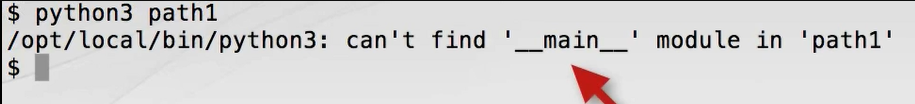 $ python3 path1
/opt/local/bin/python3: can't find '__main__' module in 'path1'
$